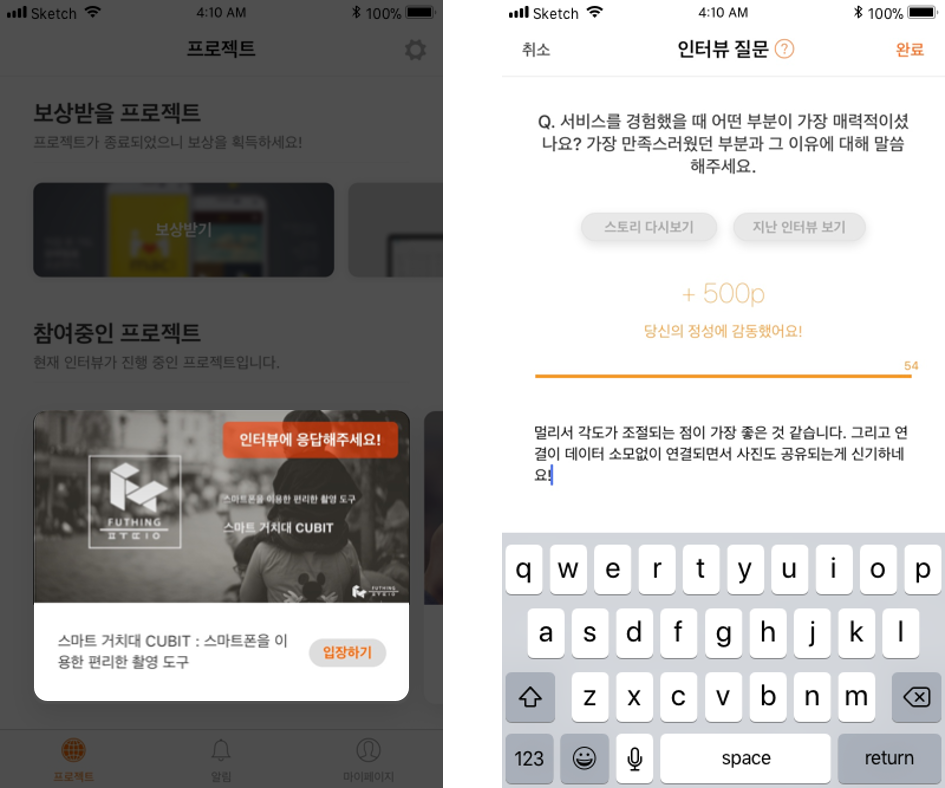 Sketch 4:10 AM 100%
프로젝트
보상받을 프로젝트
프로젝트가 종료되었으니 보상을 획득하세요!
보상받기
참여중인 프로젝트
현재 인터뷰가 진행 중인 프로젝트입니다.
인터뷰에 응답해주세요!
스마트폰을 이용한 편리한 촬영 도구
스마트 거치대 CUBIT
FUTHING
FUTHING
스마트 거치대 CUBIT : 스마트폰을 이
용한 편리한 촬영 도구
입장하기
프로젝트 알림 마이페이지
Sketch 4:10 AM 100%
취소 인터뷰 질문 ? 완료
Q. 서비스를 경험했을 때 어떤 부분이 가장 매력적이셨
나요? 가장 만족스러웠던 부분과 그 이유에 대해 말씀
해주세요.
스토리 다시보기 지난 인터뷰 보기
+ 500p
당신의 정성에 감동했어요!
54
멀리서 각도가 조절되는 점이 가장 좋은 것 같습니다. 그리고 연
결이 데이터 소모없이 연결되면서 사진도 공유되는게 신기하네
요!
q w e r t y u i o p
a s d f g h j k l
z x c v b n m
123 space return